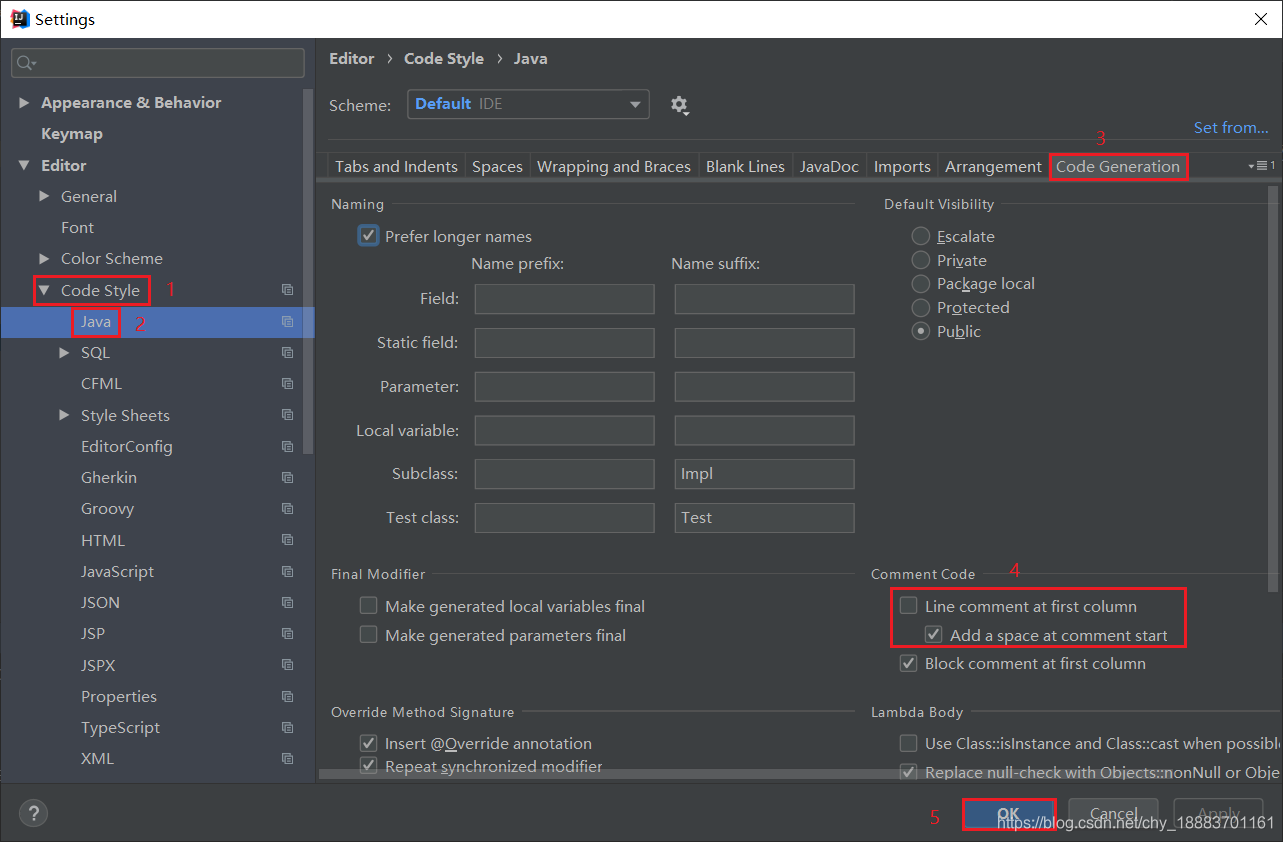 Settings
Appearance & Behavior
Keymap
Editor
General
Font
Color Scheme
Code Style 1
Java 2
SQL
CFML
Style Sheets
EditorConfig
Gherkin
Groovy
HTML
JavaScript
JSON
JSP
JSPX
Properties
TypeScript
XML
Editor › Code Style › Java
Scheme: Default IDE
Set from...
3
Tabs and Indents Spaces Wrapping and Braces Blank Lines JavaDoc Imports Arrangement Code Generation 1
Naming
Prefer longer names
Name prefix: Name suffix:
Field:
Static field:
Parameter:
Local variable:
Subclass: Impl
Test class: Test
Default Visibility
Escalate
Private
Package local
Protected
Public
Final Modifier
Make generated local variables final
Make generated parameters final
Comment Code 4
Line comment at first column
Add a space at comment start
Block comment at first column
Override Method Signature
Insert @Override annotation
Repeat synchronized modifier
Lambda Body
Use Class::isInstance and Class::cast when possible
Replace null-check with Objects::nonNull or Obje
? 5 OK Cancel Apply
https://blog.csdn.net/chy_18883701161